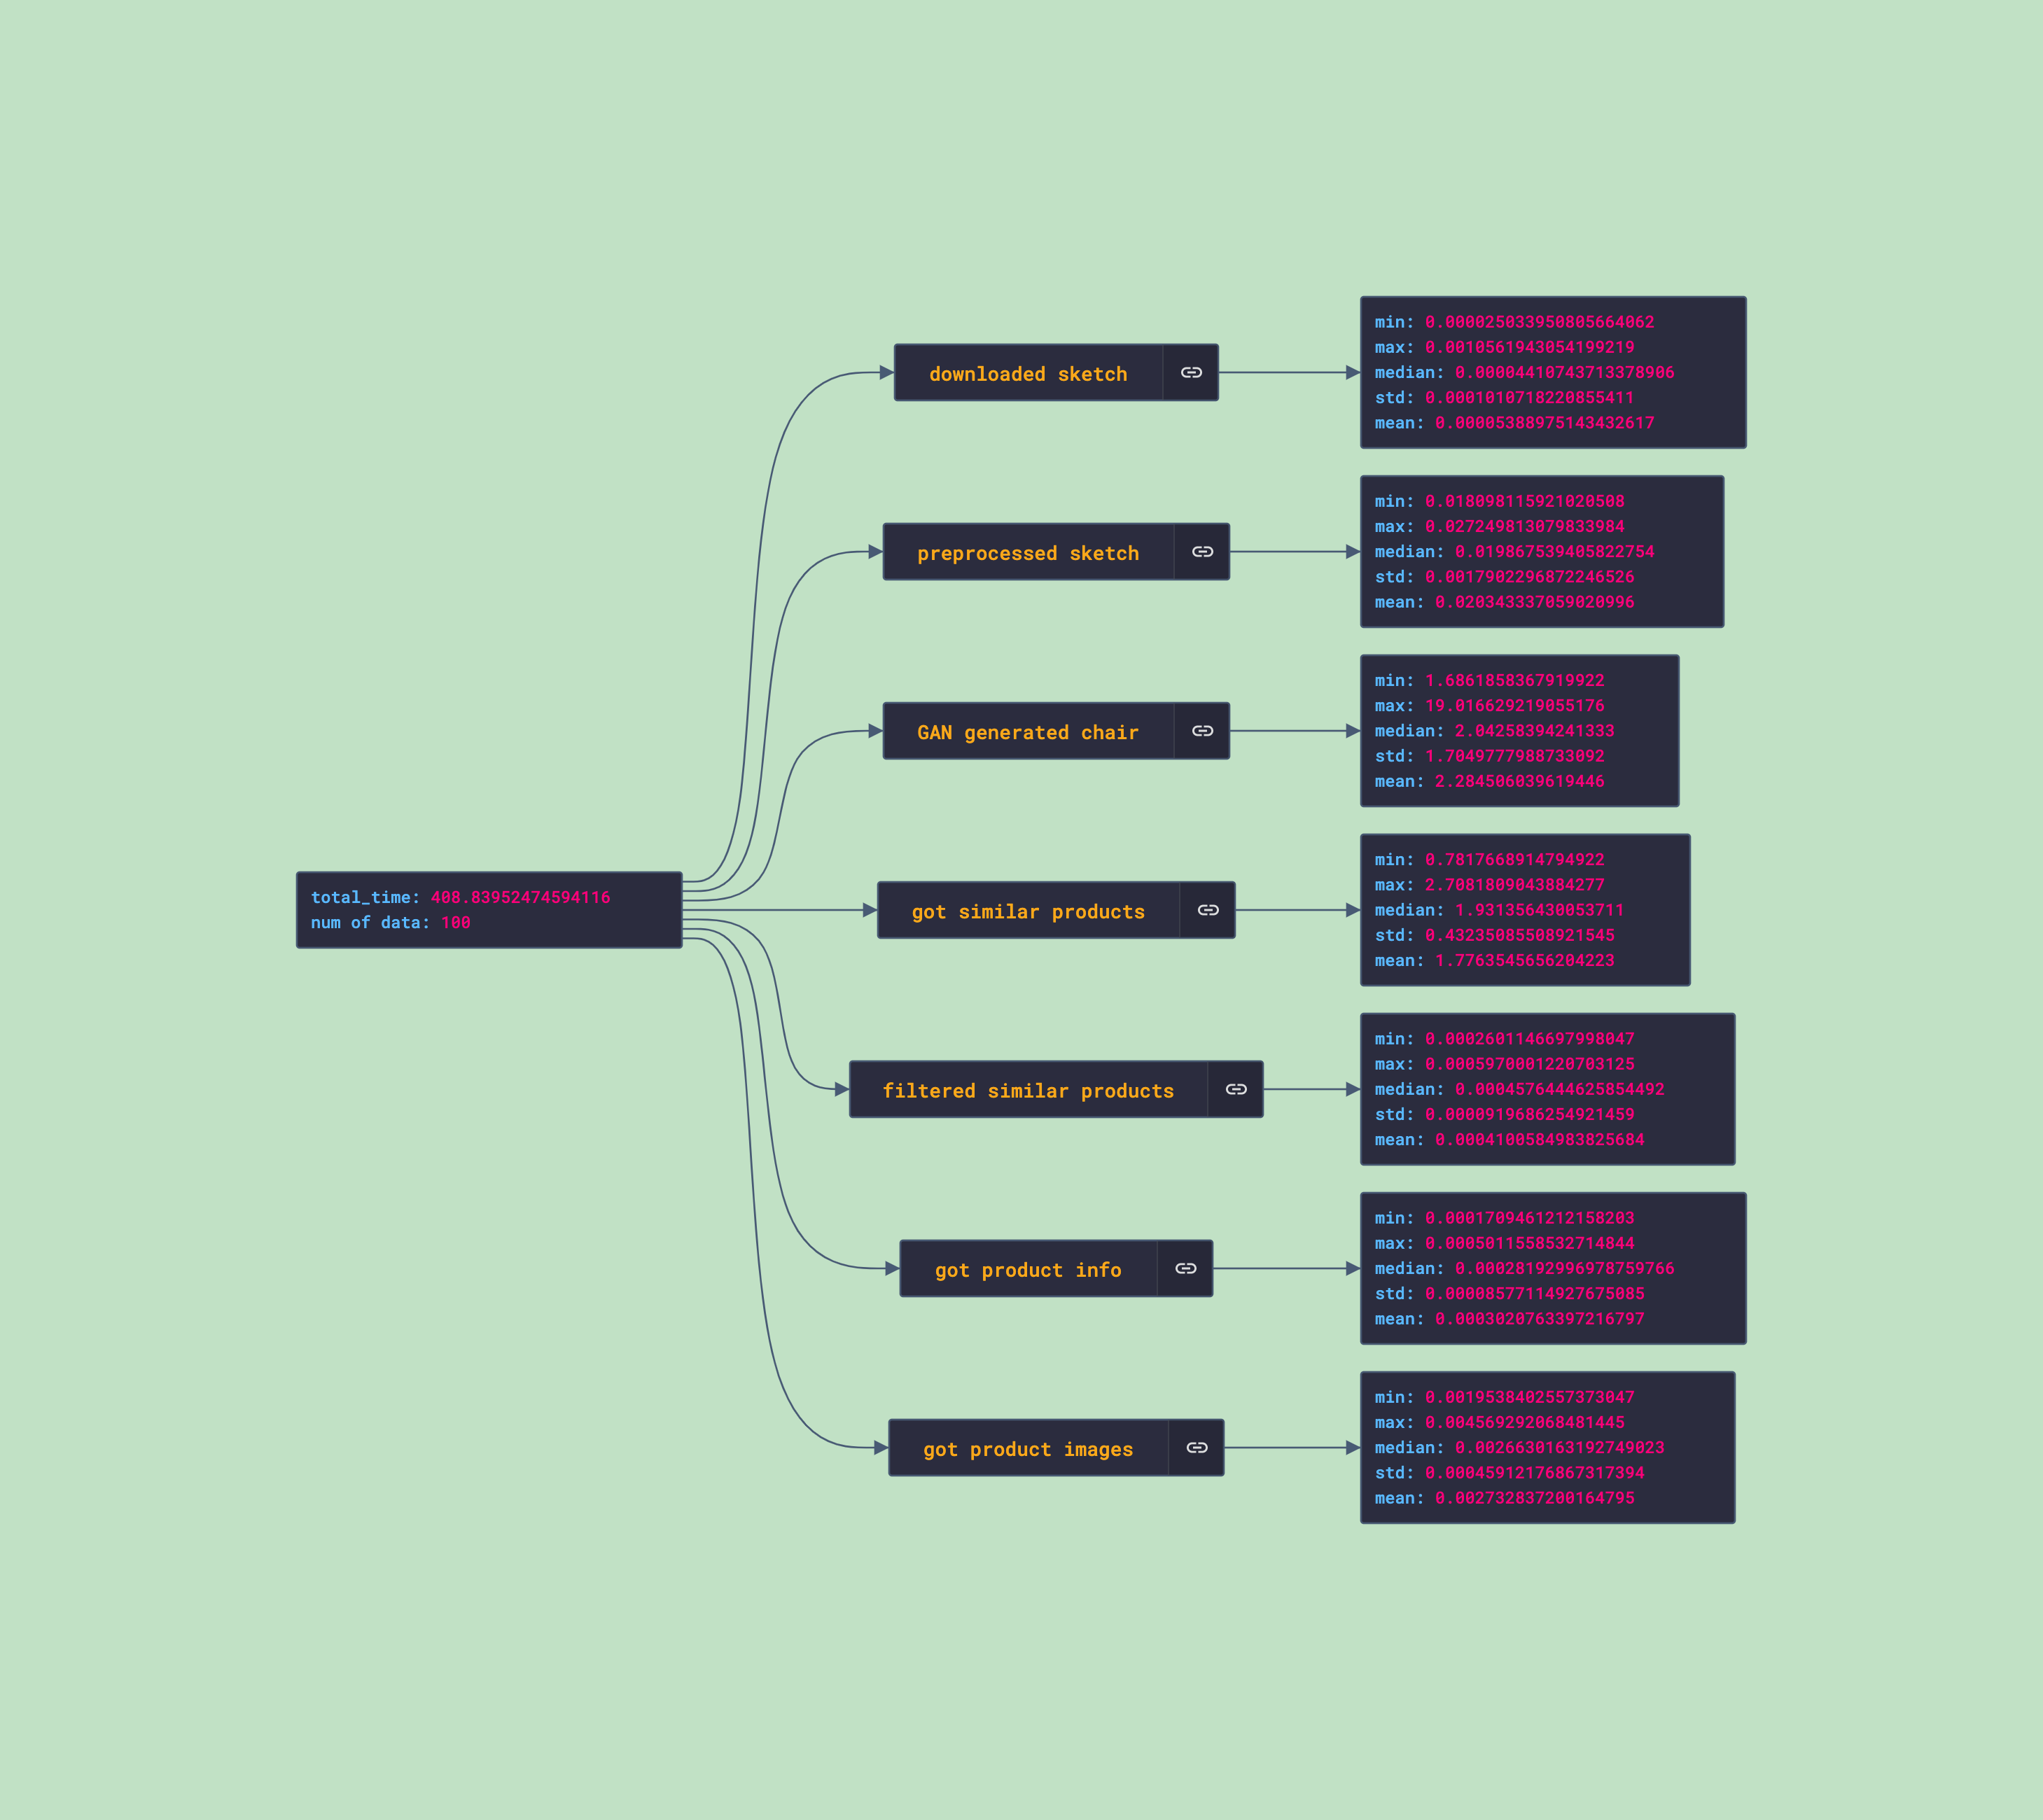 total_time: 408.83952474594116
num of data: 100
downloaded sketch
min: 0.000025033950805664062
max: 0.0010561943054199219
median: 0.00004410743713378906
std: 0.0001010718220855411
mean: 0.00005388975143432617
preprocessed sketch
min: 0.018098115921020508
max: 0.027249813079833984
median: 0.019867539405822754
std: 0.0017902296872246526
mean: 0.020343337059020996
GAN generated chair
min: 1.6861858367919922
max: 19.016629219055176
median: 2.04258394241333
std: 1.7049777988733092
mean: 2.284506039619446
got similar products
min: 0.7817668914794922
max: 2.7081809043884277
median: 1.931356430053711
std: 0.43235085508921545
mean: 1.7763545656204223
filtered similar products
min: 0.0002601146697998047
max: 0.0005970001220703125
median: 0.0004576444625854492
std: 0.0000919686254921459
mean: 0.0004100584983825684
got product info
min: 0.0001709461212158203
max: 0.0005011558532714844
median: 0.00028192996978759766
std: 0.00008577114927675085
mean: 0.0003020763397216797
got product images
min: 0.0019538402557373047
max: 0.004569292068481445
median: 0.0026630163192749023
std: 0.00045912176867317394
mean: 0.002732837200164795